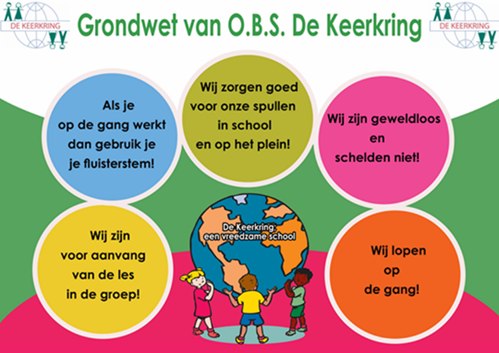 DE KEERKRING
Grondwet van O.B.S. De Keerkring
DE KEERKRING
Als je
op de gang werkt
dan gebruik je
je fluisterstem!
Wij zorgen goed
voor onze spullen
in school
en op het plein!
Wij zijn geweldloos
en
schelden niet!
Wij zijn
voor aanvang
van de les
in de groep!
De Keerkring:
een vreedzame school
Wij lopen
op
de gang!